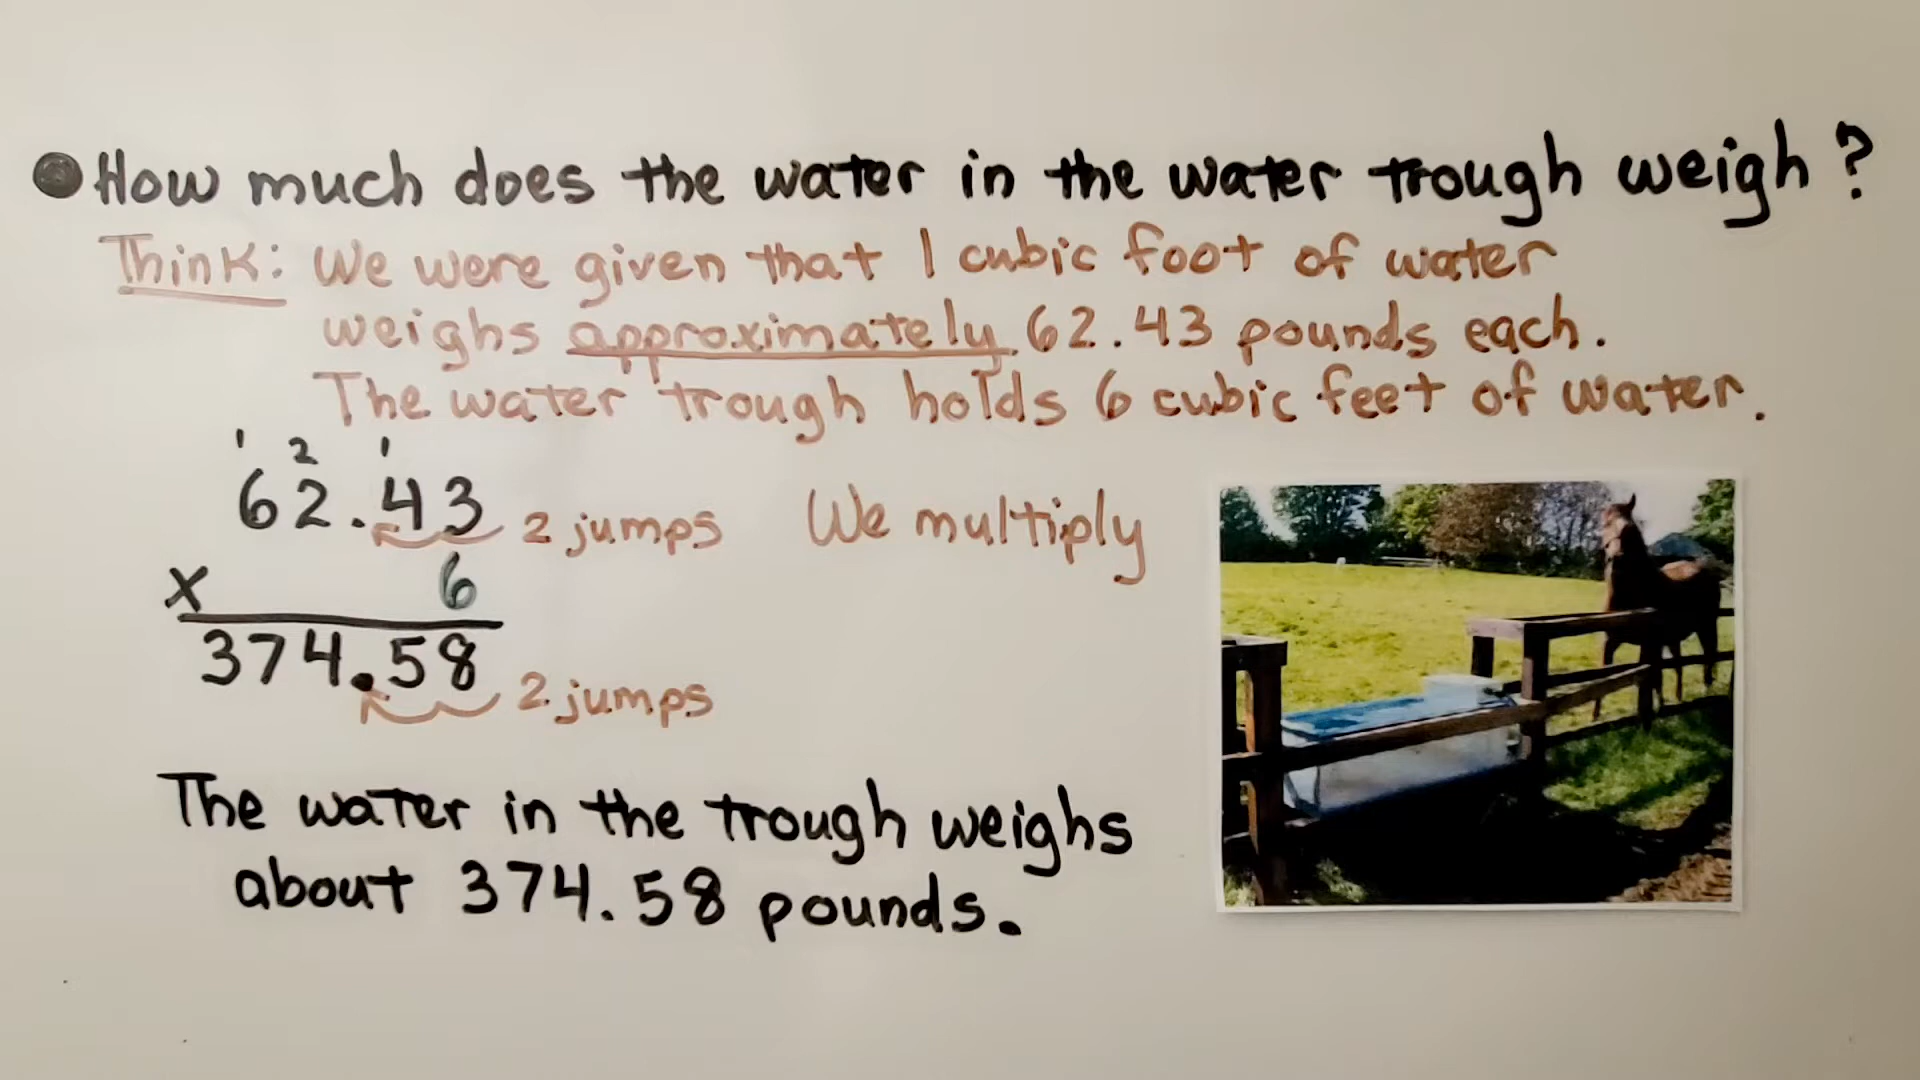 How much does the water in the water trough weigh?
Think: We were given that 1 cubic foot of water
weighs approximately 62.43 pounds each.
The water trough holds 6 cubic feet of water.
1 2 1
62.43 2 jumps We multiply
x 6
374.58 2 jumps
The water in the trough weighs
about 374.58 pounds.